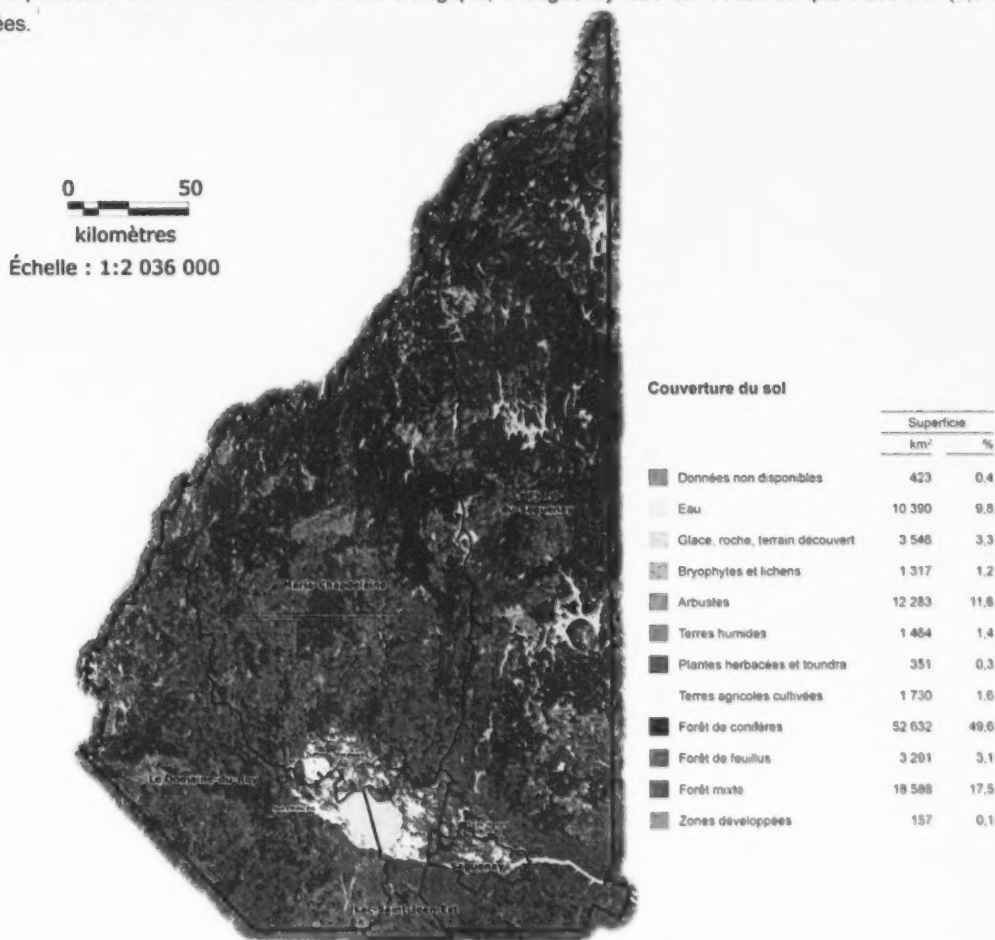 ées.
0 50
kilomètres
Échelle : 1:2 036 000
Couverture du sol
Superficie
km² %
Données non disponibles 423 0,4
Eau 10 390 9,8
Glace, roche, terrain découvert 3 546 3,3
Bryophytes et lichens 1 317 1,2
Arbustes 12 283 11,6
Terres humides 1 464 1,4
Plantes herbacées et toundra 351 0,3
Terres agricoles cultivées 1 730 1,6
Forêt de conifères 52 632 49,6
Forêt de feuillus 3 291 3,1
Forêt mixte 18 588 17,5
Zones développées 157 0,1
du-Saguenay
Maria-Chapdelaine
Le Domaine-du-Roy
Saguenay
Lac-Saint-Jean-Est